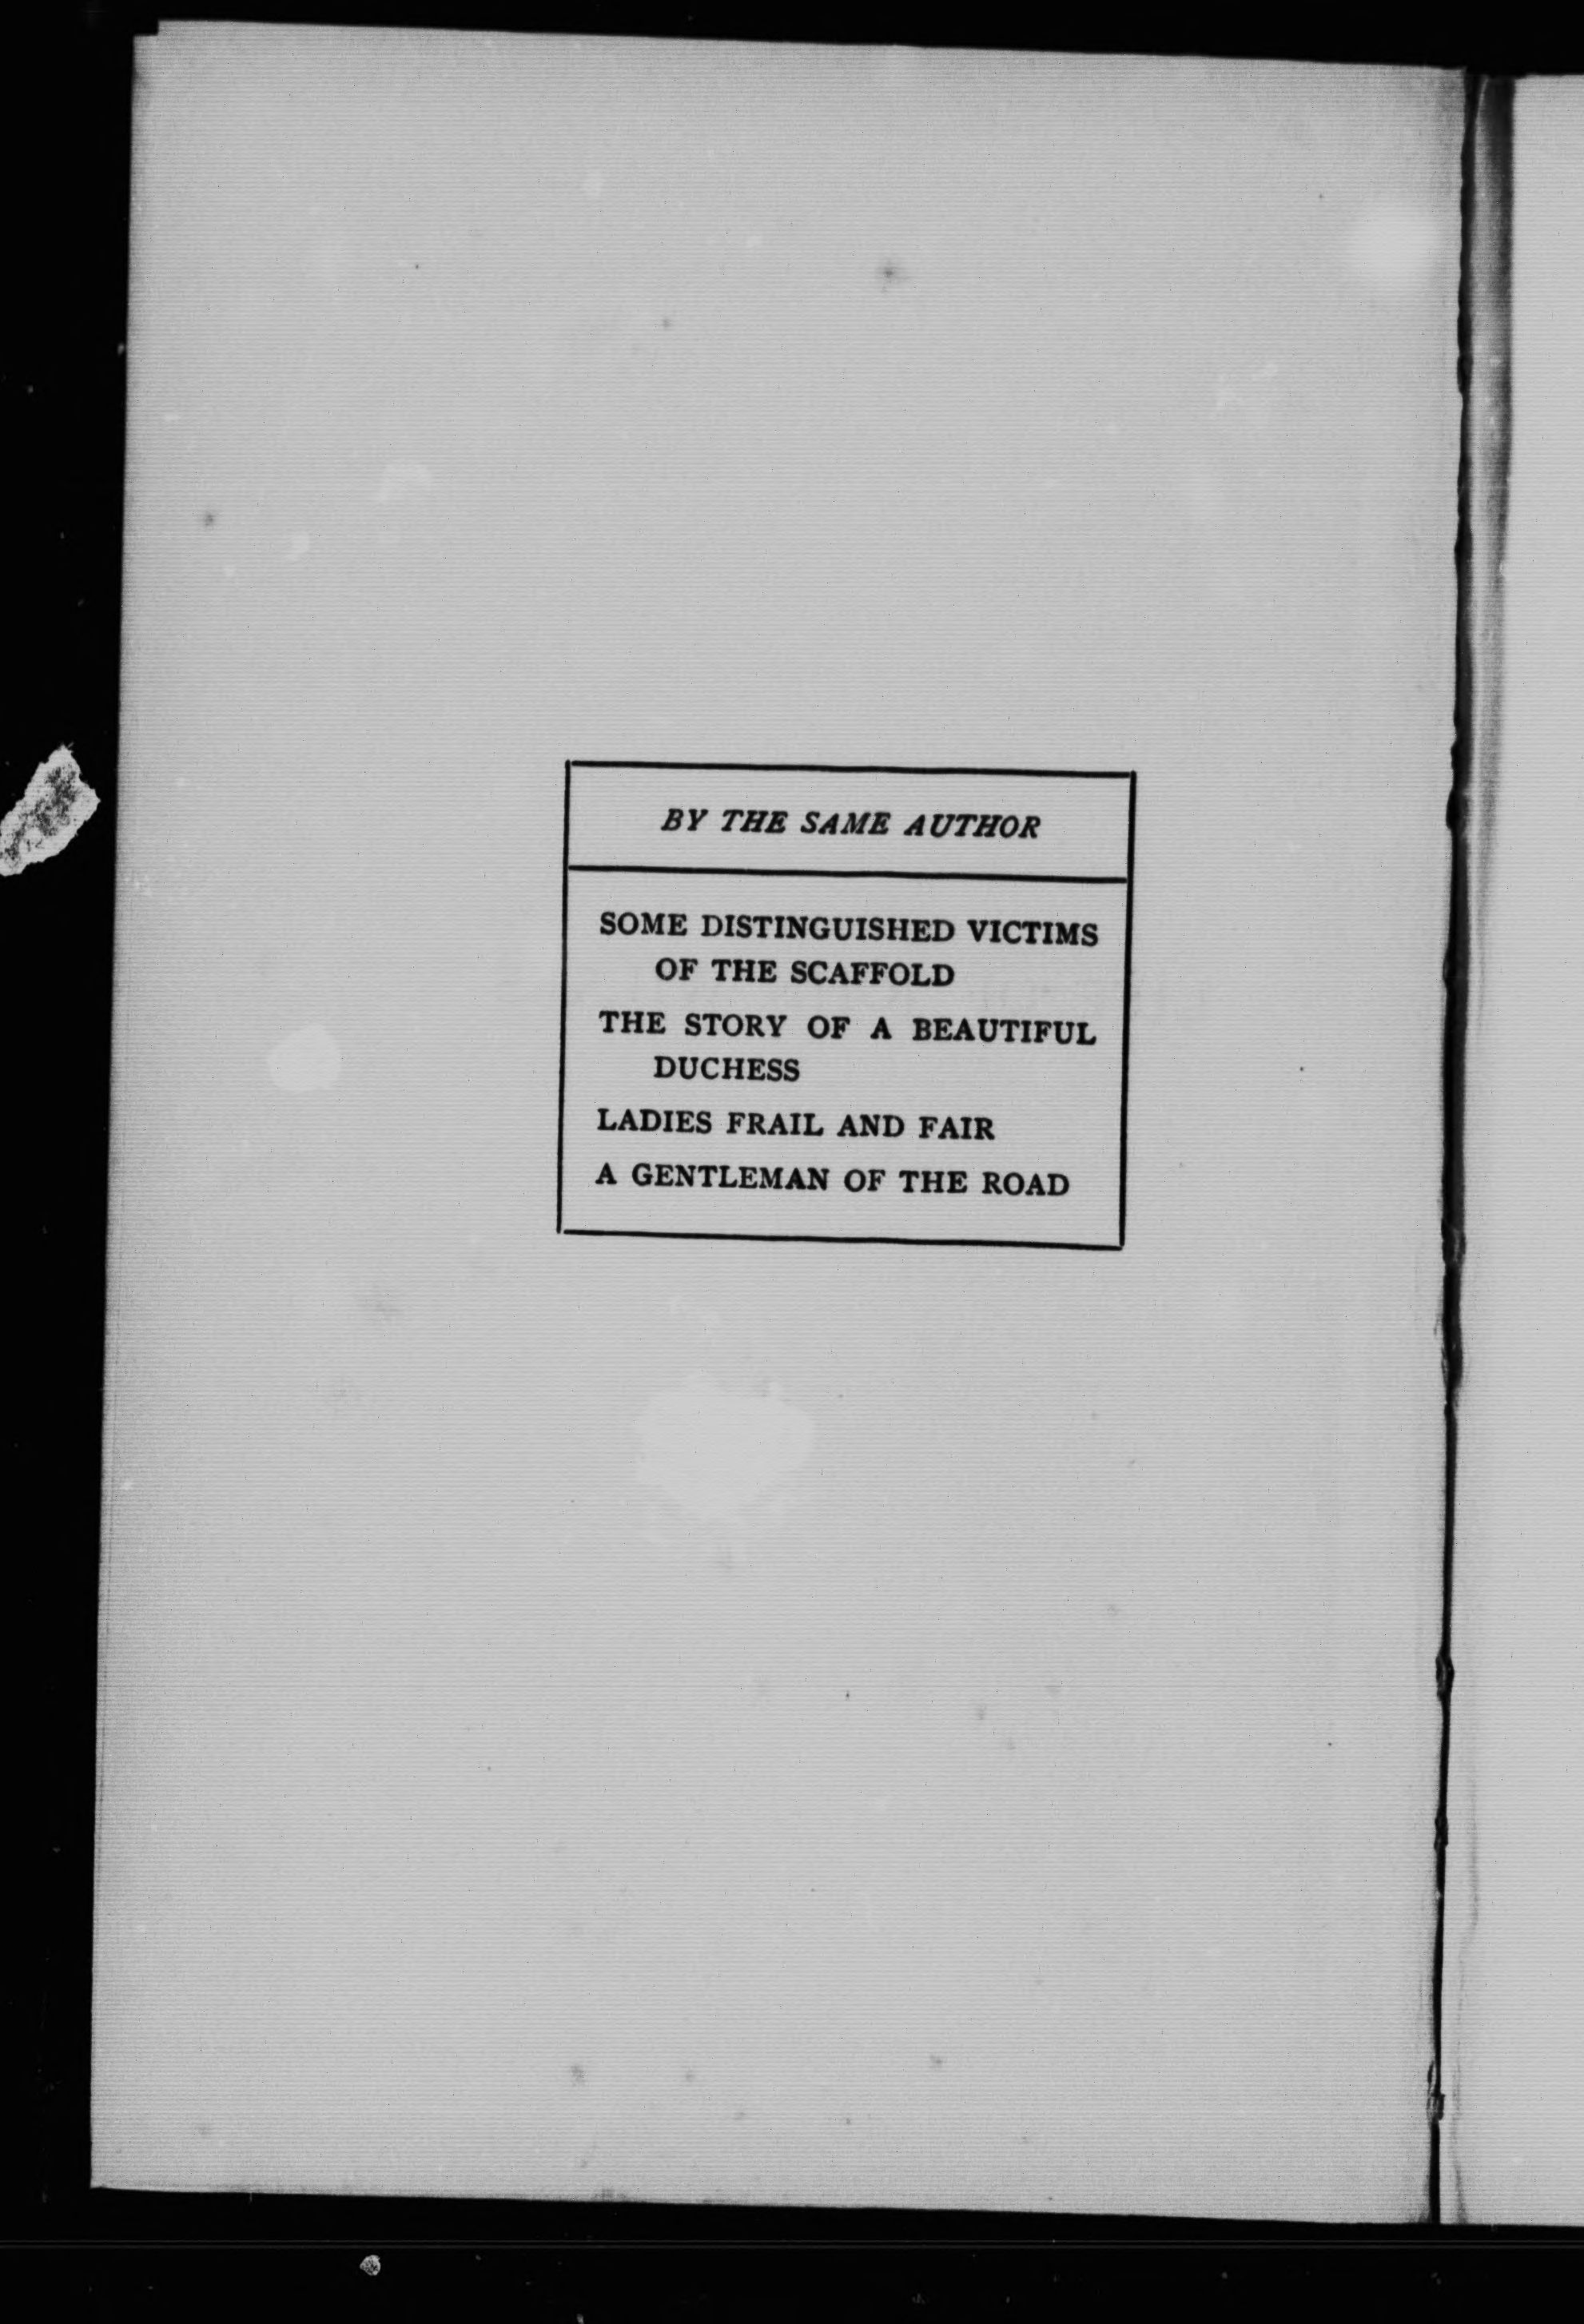 BY THE SAME AUTHOR
SOME DISTINGUISHED VICTIMS
OF THE SCAFFOLD
THE STORY OF A BEAUTIFUL
DUCHESS
LADIES FRAIL AND FAIR
A GENTLEMAN OF THE ROAD